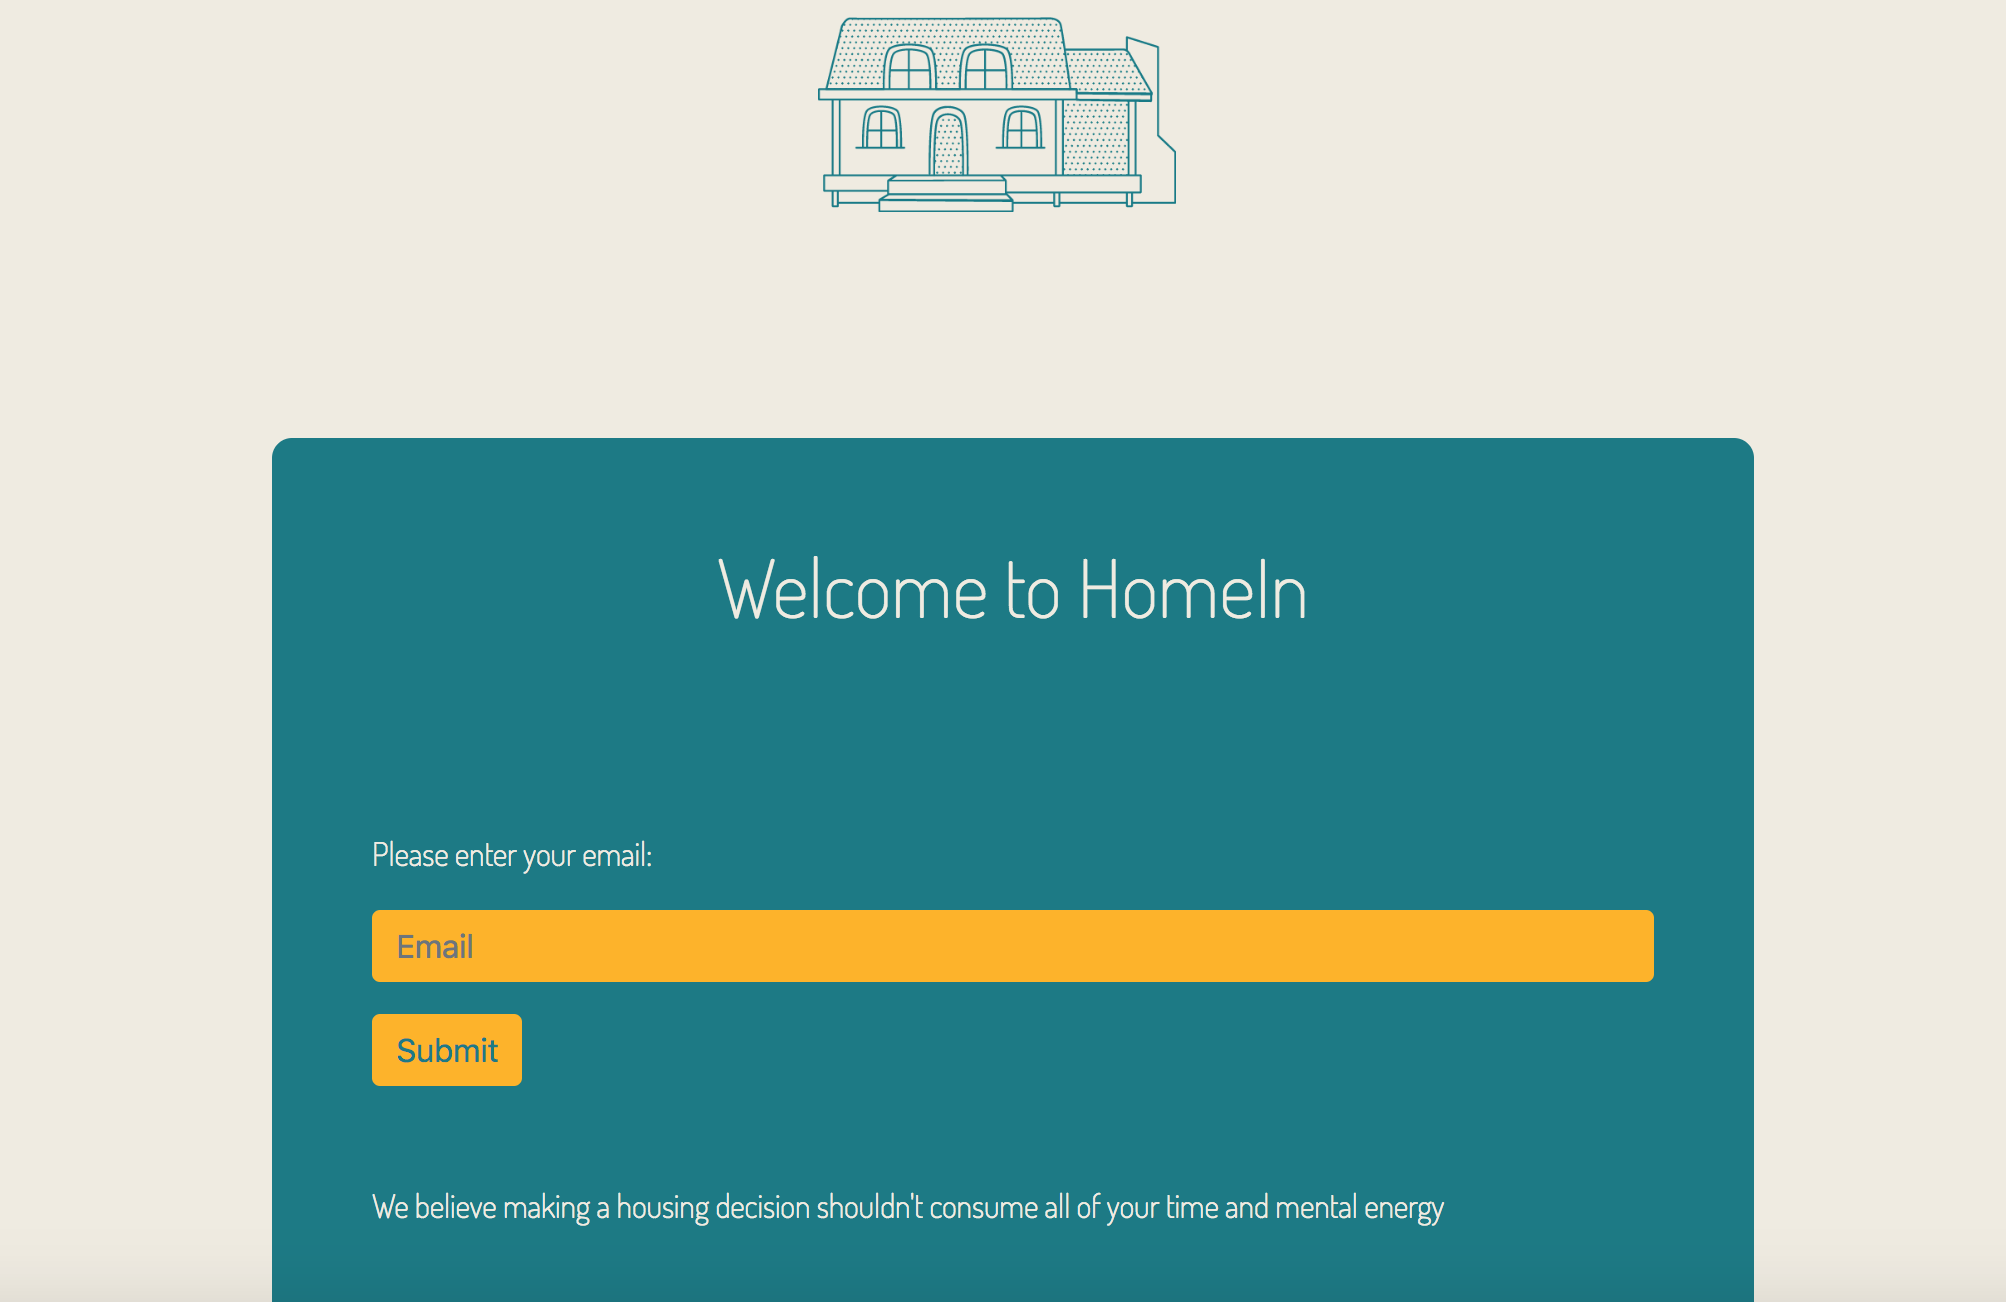 Welcome to HomeIn
Please enter your email:
Email
Submit
We believe making a housing decision shouldn't consume all of your time and mental energy